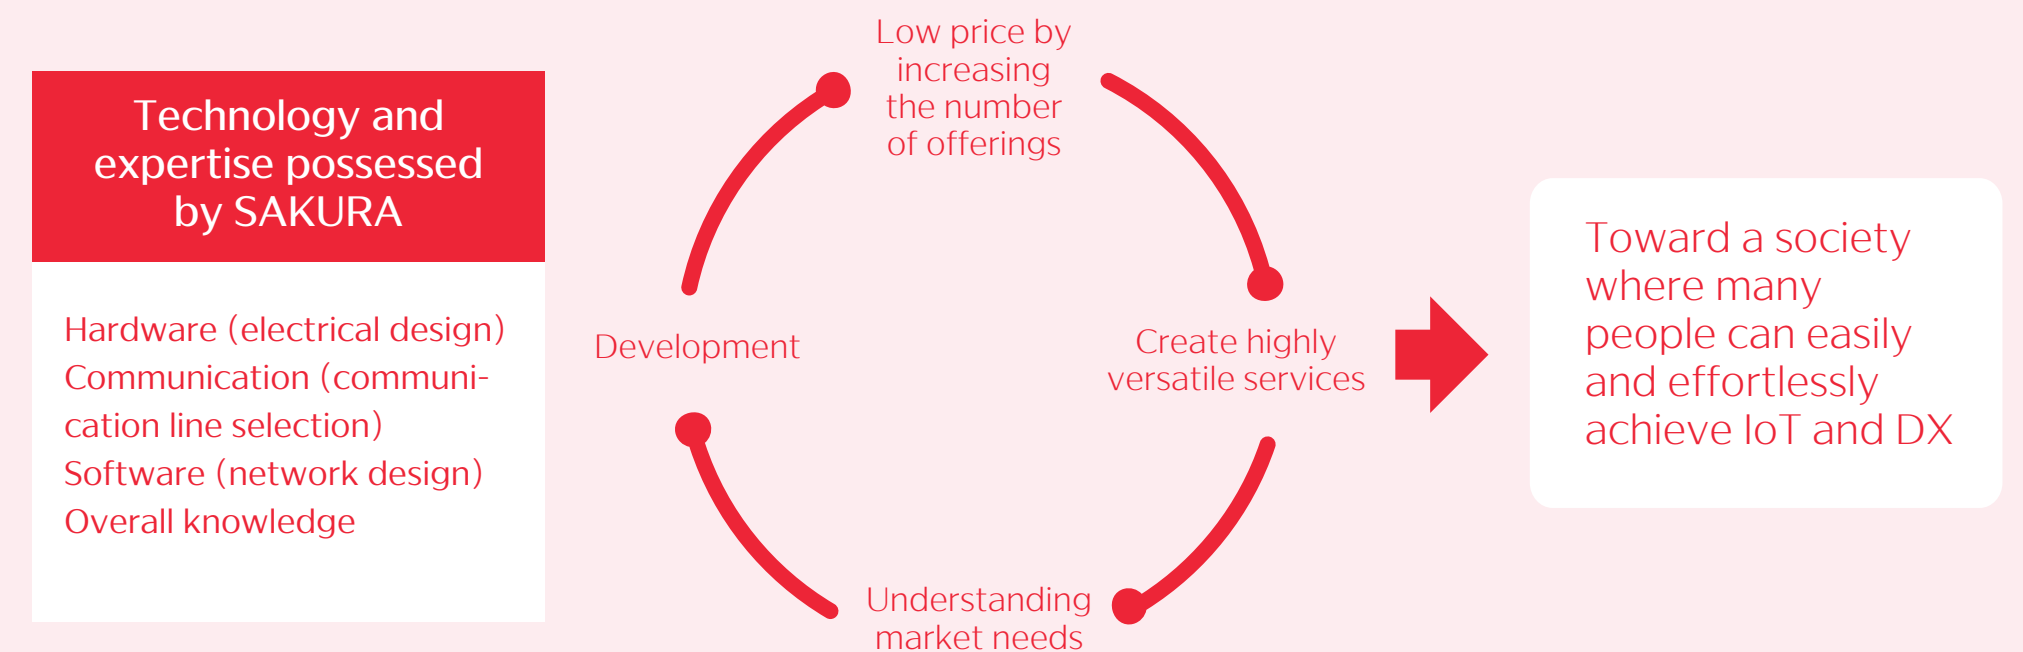 Technology and
expertise possessed
by SAKURA
Hardware (electrical design)
Communication (communi-
cation line selection)
Software (network design)
Overall knowledge
Low price by
increasing
the number
of offerings
Development
Create highly
versatile services
Understanding
market needs
Toward a society
where many
people can easily
and effortlessly
achieve IoT and DX